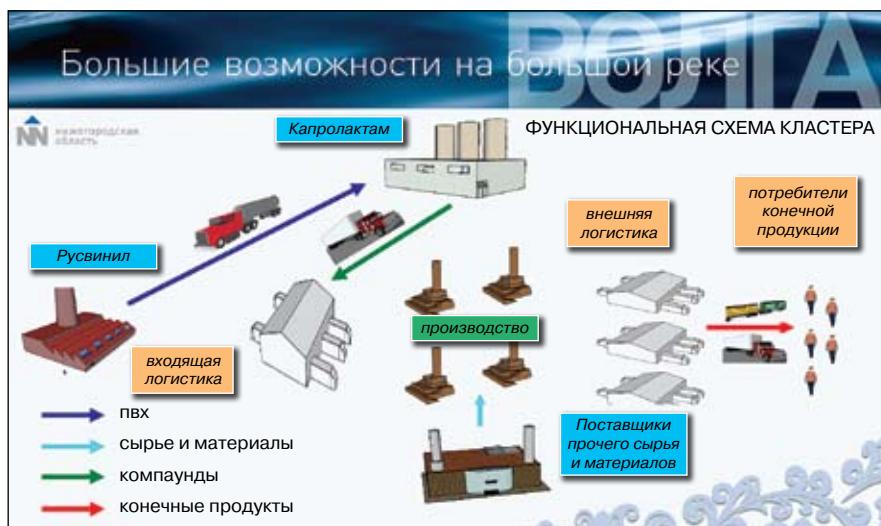 ВОЛГА
Большие возможности на большой реке
NN нижегородская
область
Капролактам
ФУНКЦИОНАЛЬНАЯ СХЕМА КЛАСТЕРА
внешняя
логистика
потребители
конечной
продукции
Русвинил
производство
входящая
логистика
пвх
сырье и материалы
компаунды
конечные продукты
Поставщики
прочего сырья
и материалов